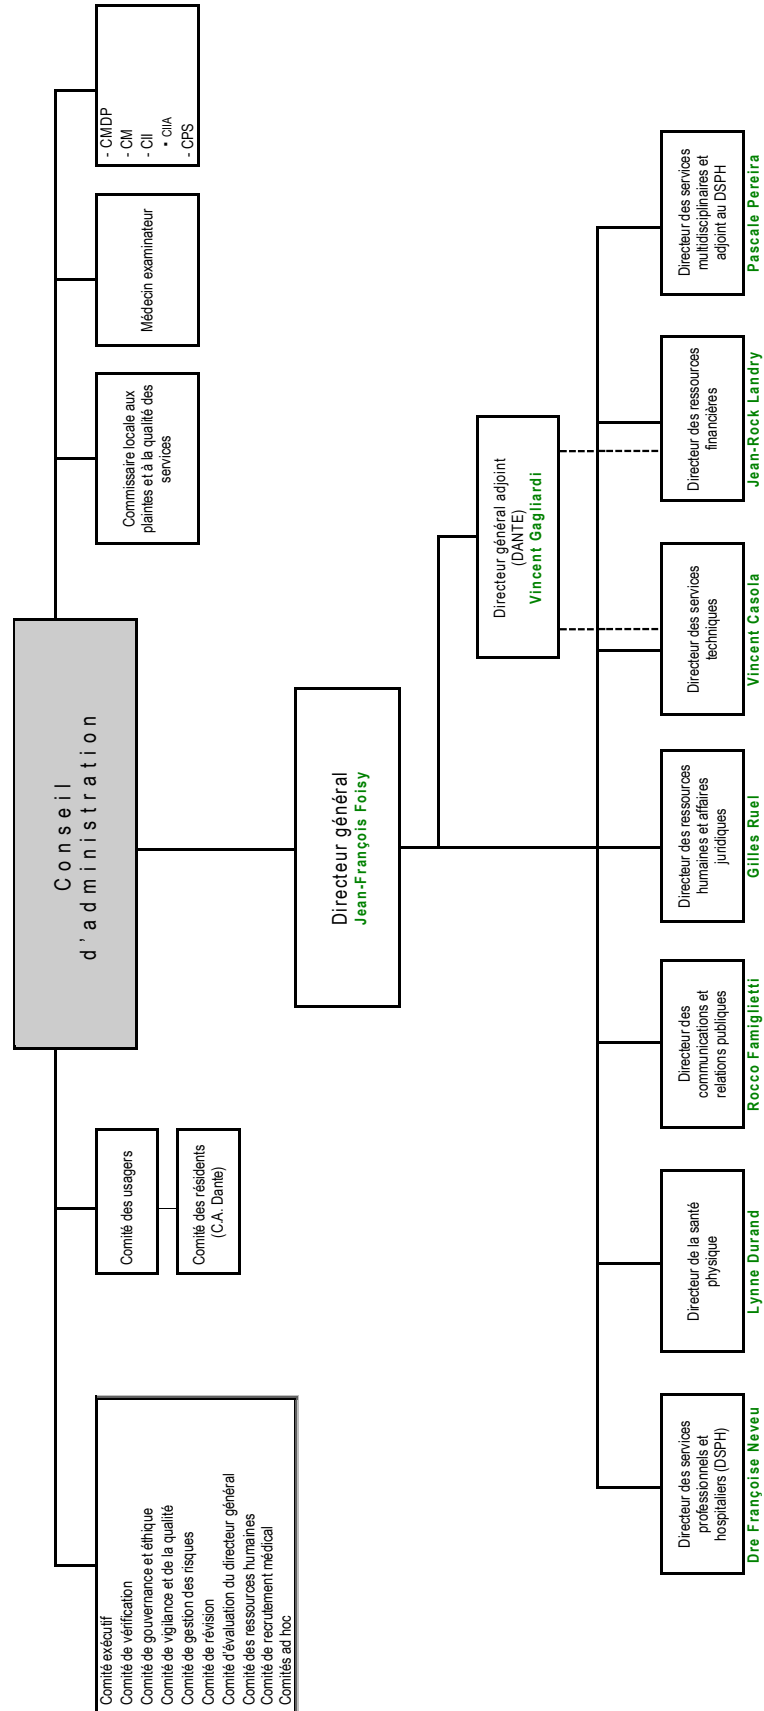 Conseil
d'administration
Comité exécutif
Comité de vérification
Comité de gouvernance et éthique
Comité de vigilance et de la qualité
Comité de gestion des risques
Comité de révision
Comité d'évaluation du directeur général
Comité des ressources humaines
Comité de recrutement médical
Comités ad hoc
Comité des usagers
Comité des résidents
(C.A. Dante)
Commissaire locale aux
plaintes et à la qualité des
services
Médecin examinateur
- CMDP
- CM
- CII
▪ CIIA
- CPS
Directeur général
Jean-François Foisy
Directeur général adjoint
(DANTE)
Vincent Gagliardi
Directeur des services
professionnels et
hospitaliers (DSPH)
Dre Françoise Neveu
Directeur de la santé
physique
Lynne Durand
Directeur des
communications et
relations publiques
Rocco Famiglietti
Directeur des ressources
humaines et affaires
juridiques
Gilles Ruel
Directeur des services
techniques
Vincent Casola
Directeur des ressources
financières
Jean-Rock Landry
Directeur des services
multidisciplinaires et
adjoint au DSPH
Pascale Pereira